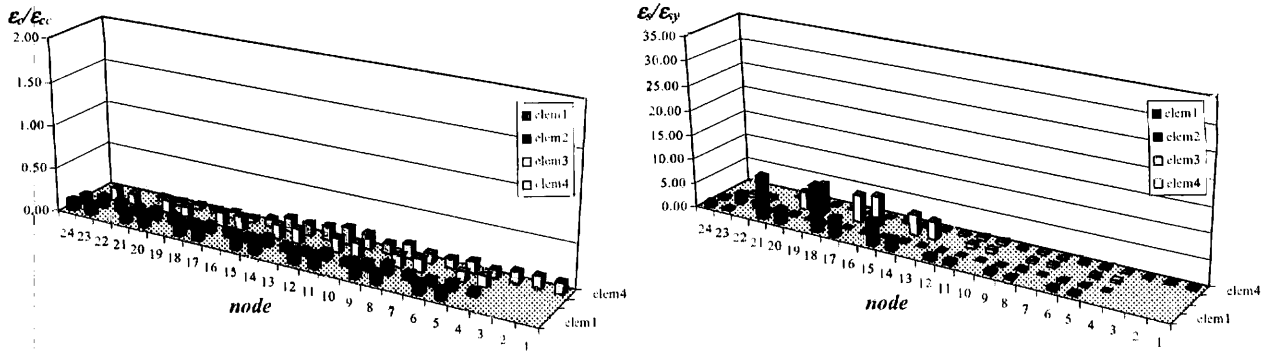 εc/εcc
2.00
1.50
1.00
0.50
0.00
24 23 22 21 20 19 18 17 16 15 14 13 12 11 10 9 8 7 6 5 4 3 2 1
node
elem1
elem4
elem1
elem2
elem3
elem4
εs/εsy
35.00
30.00
25.00
20.00
15.00
10.00
5.00
0.00
24 23 22 21 20 19 18 17 16 15 14 13 12 11 10 9 8 7 6 5 4 3 2 1
node
elem1
elem4
elem1
elem2
elem3
elem4